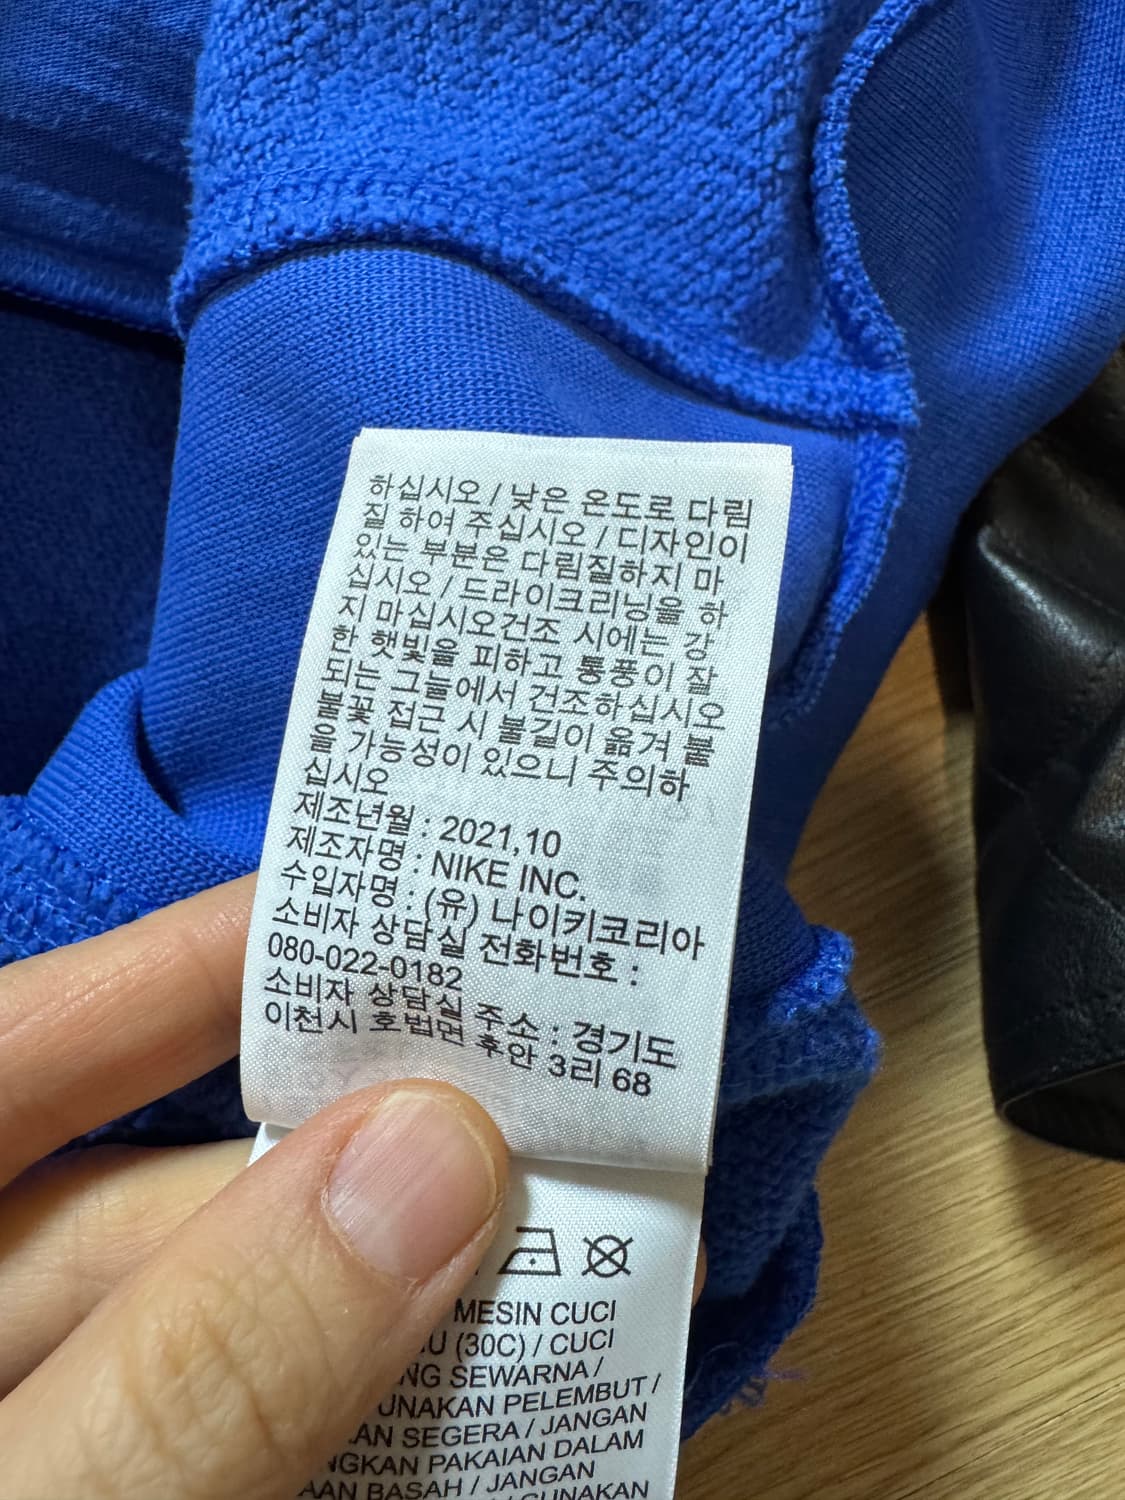 하십시오 / 낮은 온도로 다림
질 하여 주십시오 / 디자인이
있는 부분은 다림질하지 마
십시오 / 드라이크리닝을 하
지 마십시오건조 시에는 강
한 햇빛을 피하고 통풍이 잘
되는 그늘에서 건조하십시오
불꽃 접근 시 불길이 옮겨 붙
을 가능성이 있으니 주의하
십시오
제조년월 : 2021,10
제조자명 : NIKE INC.
수입자명 : (유) 나이키코리아
소비자 상담실 전화번호 :
080-022-0182
소비자 상담실 주소 : 경기도
이천시 호법면 후안 3리 68
MESIN CUCI
(30C) / CUCI
SEWARNA /
PELEMBUT /
SEGERA / JANGAN
PAKAIAN DALAM
BASAH / JANGAN